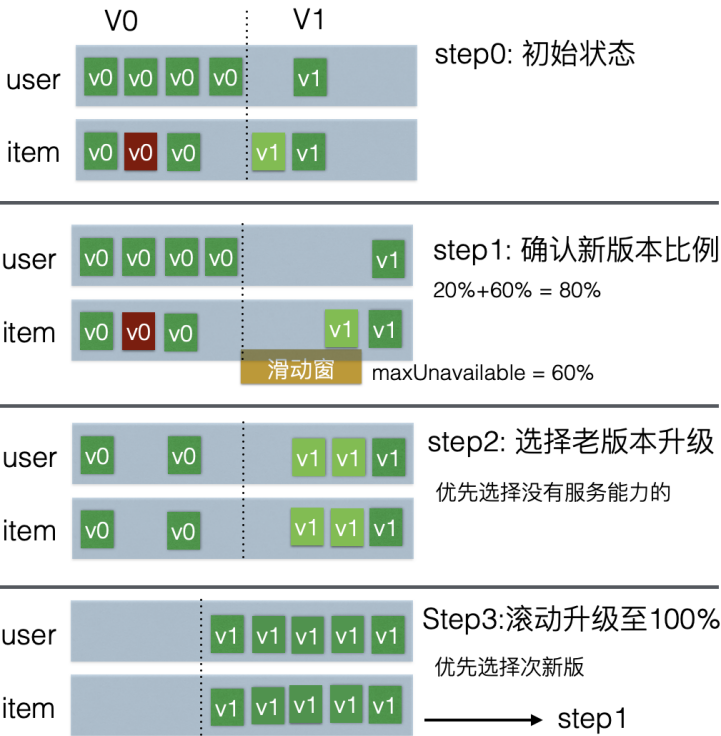 V0 V1
step0: 初始状态
user v0 v0 v0 v0 v1
item v0 v0 v0 v1 v1
step1: 确认新版本比例
user v0 v0 v0 v0 v1
20%+60% = 80%
item v0 v0 v0 v1 v1
滑动窗
maxUnavailable = 60%
step2: 选择老版本升级
user v0 v0 v1 v1 v1
优先选择没有服务能力的
item v0 v0 v1 v1 v1
Step3:滚动升级至100%
user v1 v1 v1 v1 v1
优先选择次新版
item v1 v1 v1 v1 v1
step1